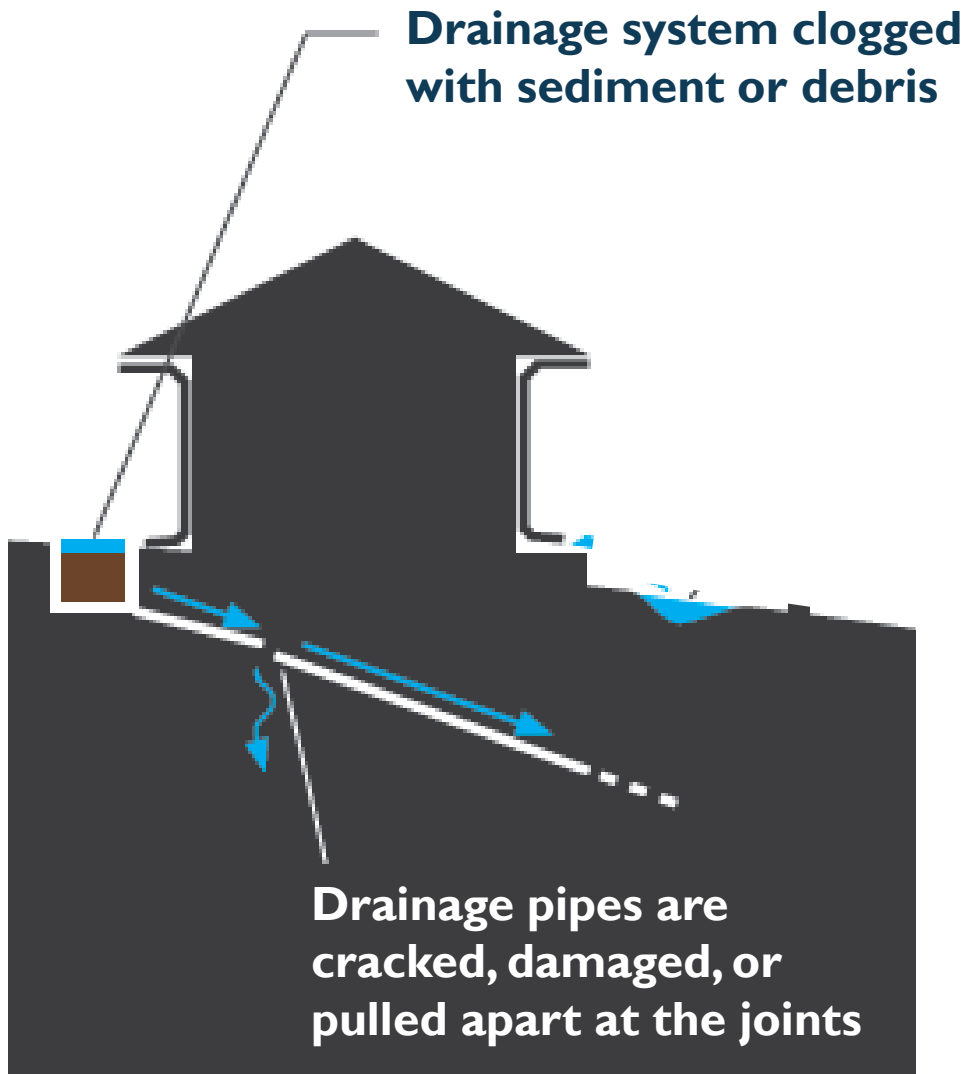 Drainage system clogged
with sediment or debris
Drainage pipes are
cracked, damaged, or
pulled apart at the joints